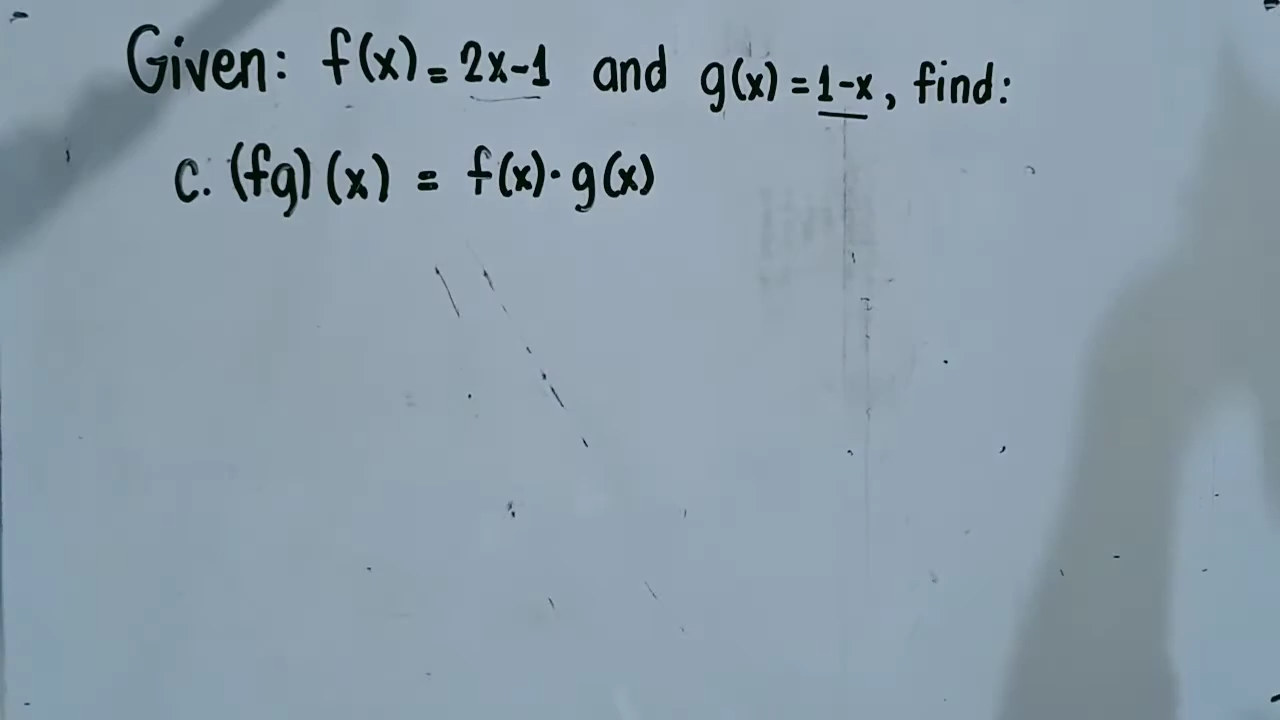 Given: f(x) = 2x-1 and g(x) = 1-x, find:
c. (fg)(x) = f(x)·g(x)